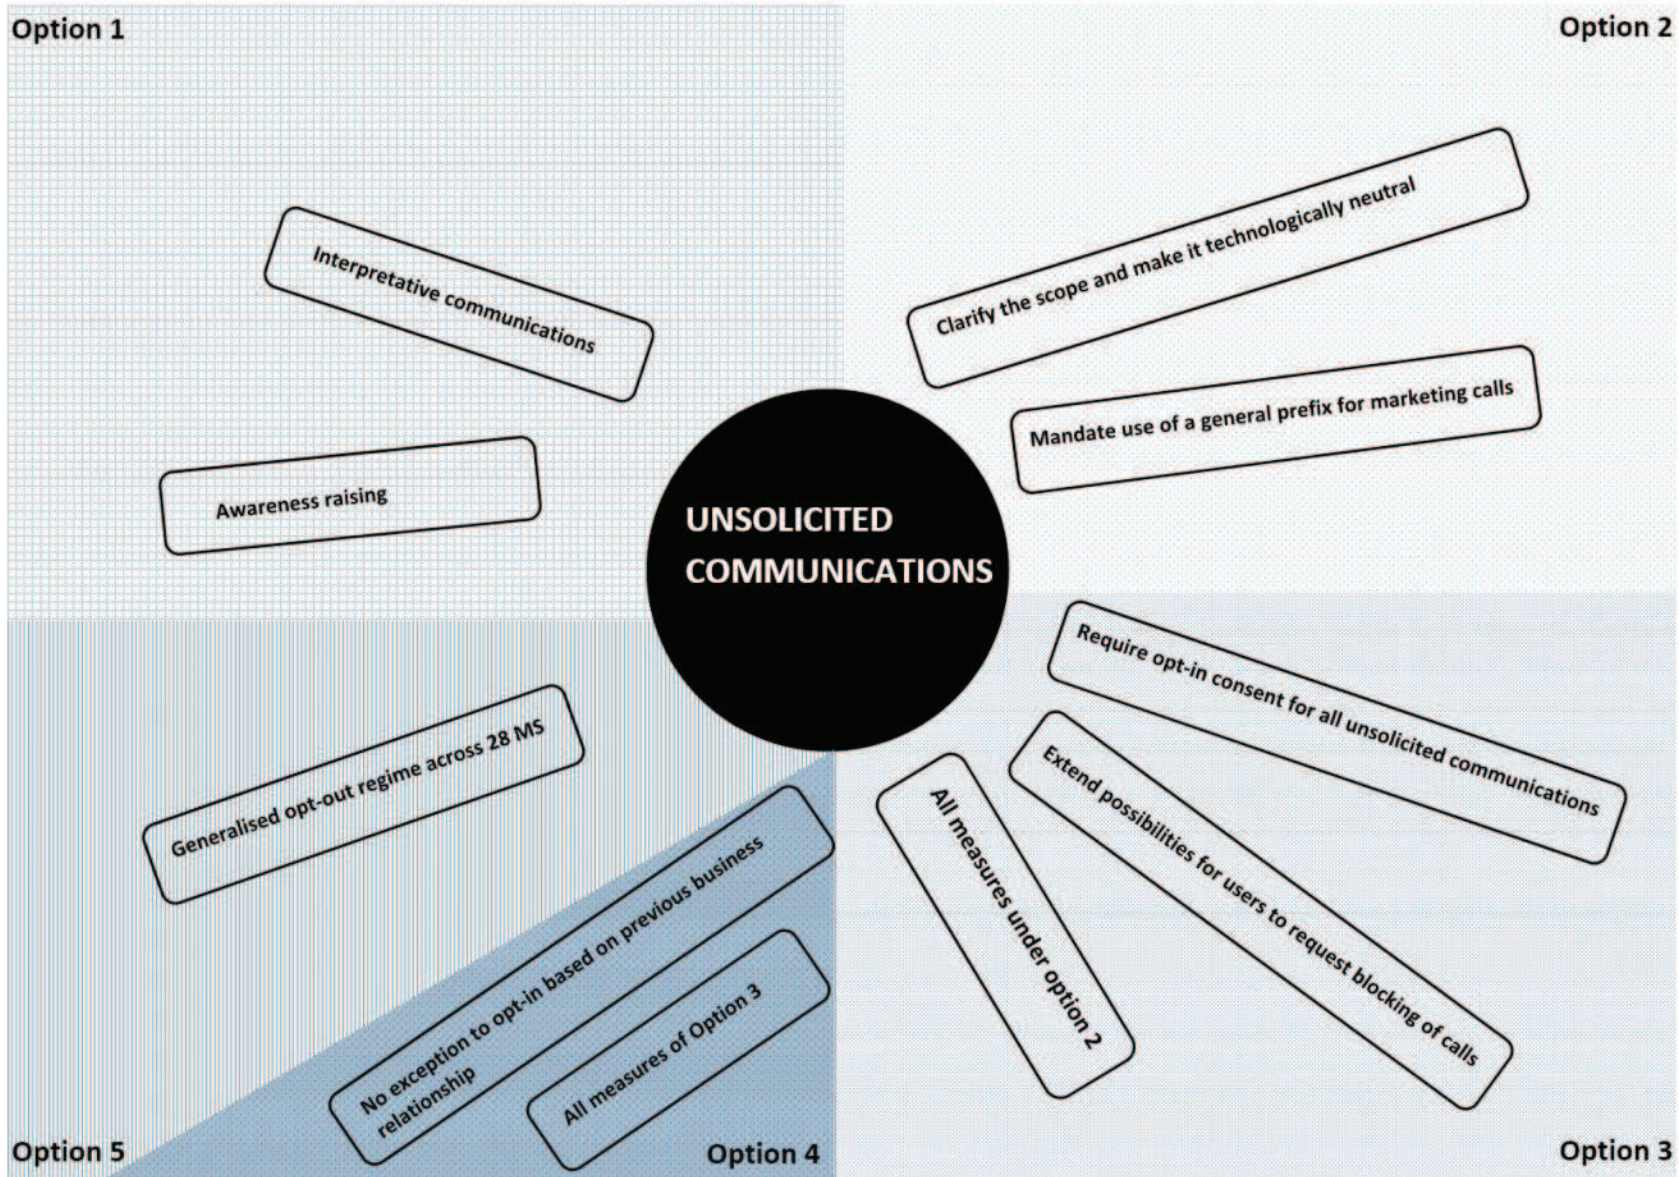 Option 1
Option 2
Interpretative communications
Awareness raising
Clarify the scope and make it technologically neutral
Mandate use of a general prefix for marketing calls
UNSOLICITED
COMMUNICATIONS
Require opt-in consent for all unsolicited communications
Extend possibilities for users to request blocking of calls
All measures under option 2
Generalised opt-out regime across 28 MS
No exception to opt-in based on previous business
relationship
All measures of Option 3
Option 5
Option 4
Option 3